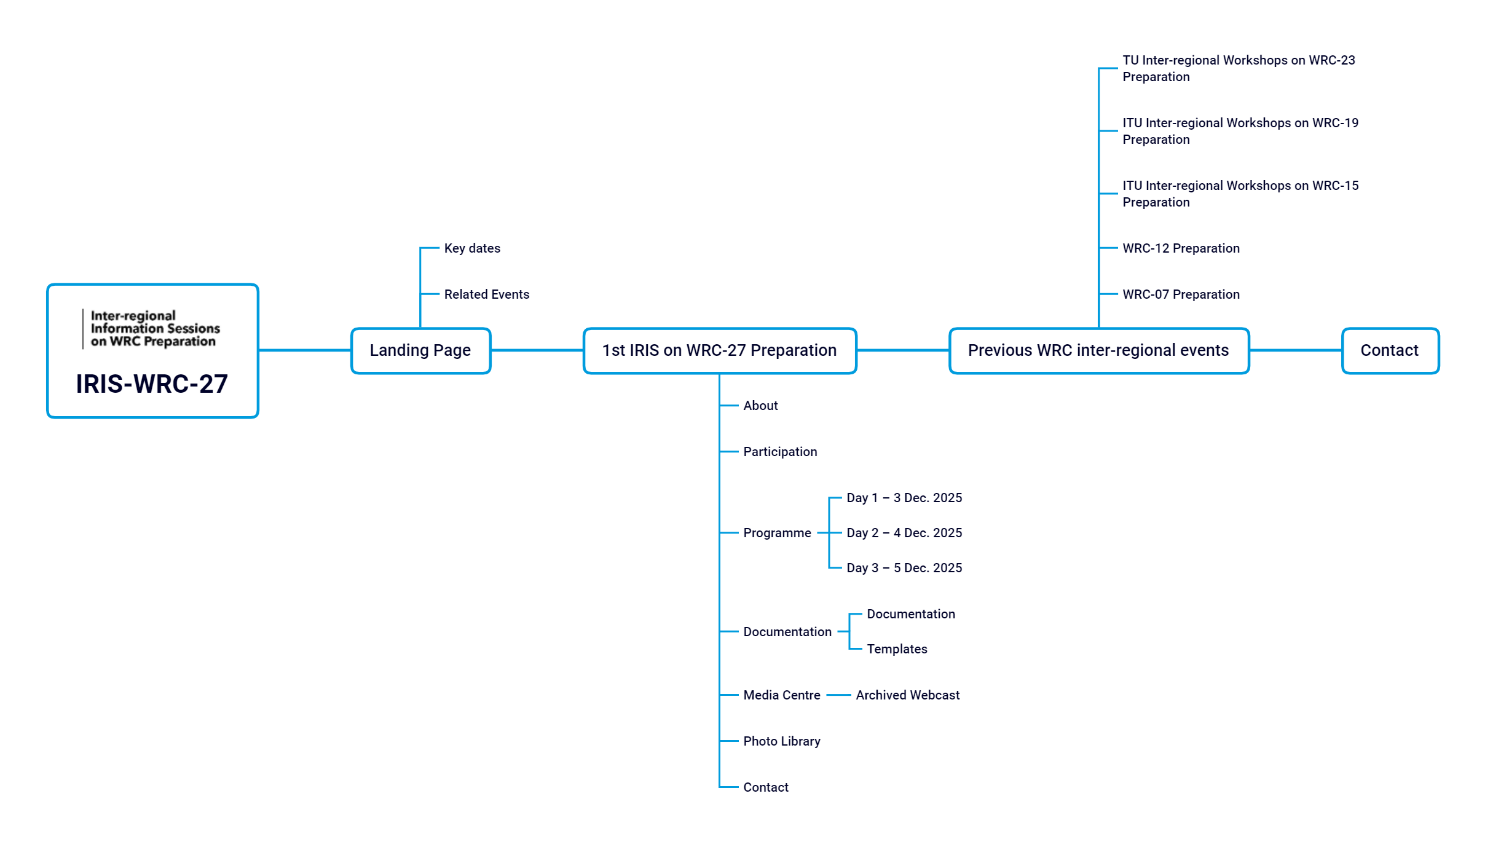 Inter-regional
Information Sessions
on WRC Preparation
IRIS-WRC-27
Landing Page
Key dates
Related Events
1st IRIS on WRC-27 Preparation
About
Participation
Programme
Day 1 – 3 Dec. 2025
Day 2 – 4 Dec. 2025
Day 3 – 5 Dec. 2025
Documentation
Documentation
Templates
Media Centre
Archived Webcast
Photo Library
Contact
Previous WRC inter-regional events
TU Inter-regional Workshops on WRC-23
Preparation
ITU Inter-regional Workshops on WRC-19
Preparation
ITU Inter-regional Workshops on WRC-15
Preparation
WRC-12 Preparation
WRC-07 Preparation
Contact